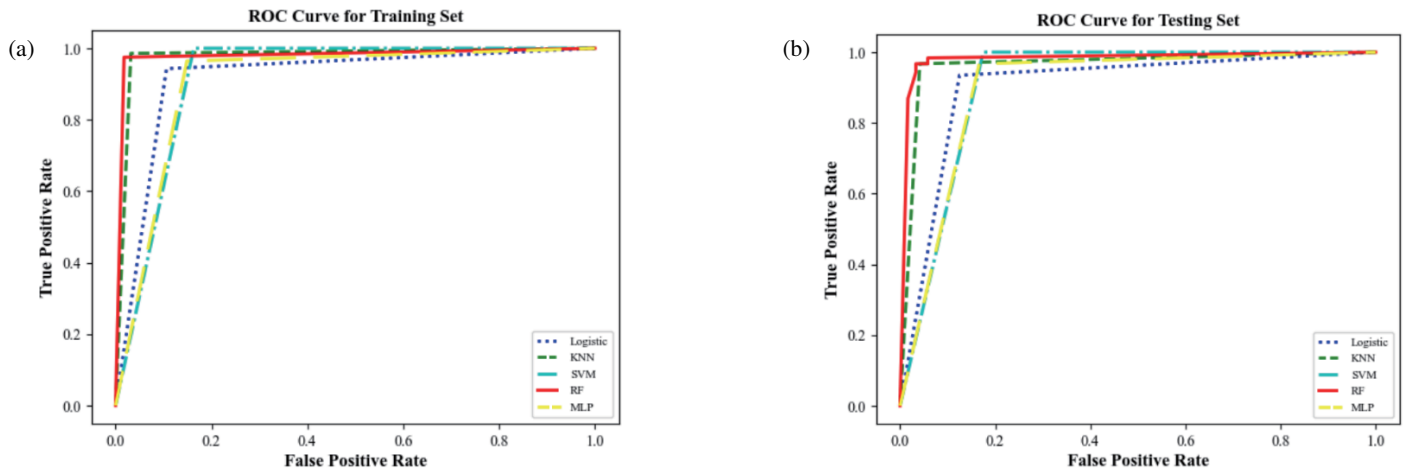 (a)
ROC Curve for Training Set
1.0
0.8
0.6
0.4
0.2
0.0
True Positive Rate
0.0 0.2 0.4 0.6 0.8 1.0
False Positive Rate
Logistic
KNN
SVM
RF
MLP
(b)
ROC Curve for Testing Set
1.0
0.8
0.6
0.4
0.2
0.0
True Positive Rate
0.0 0.2 0.4 0.6 0.8 1.0
False Positive Rate
Logistic
KNN
SVM
RF
MLP